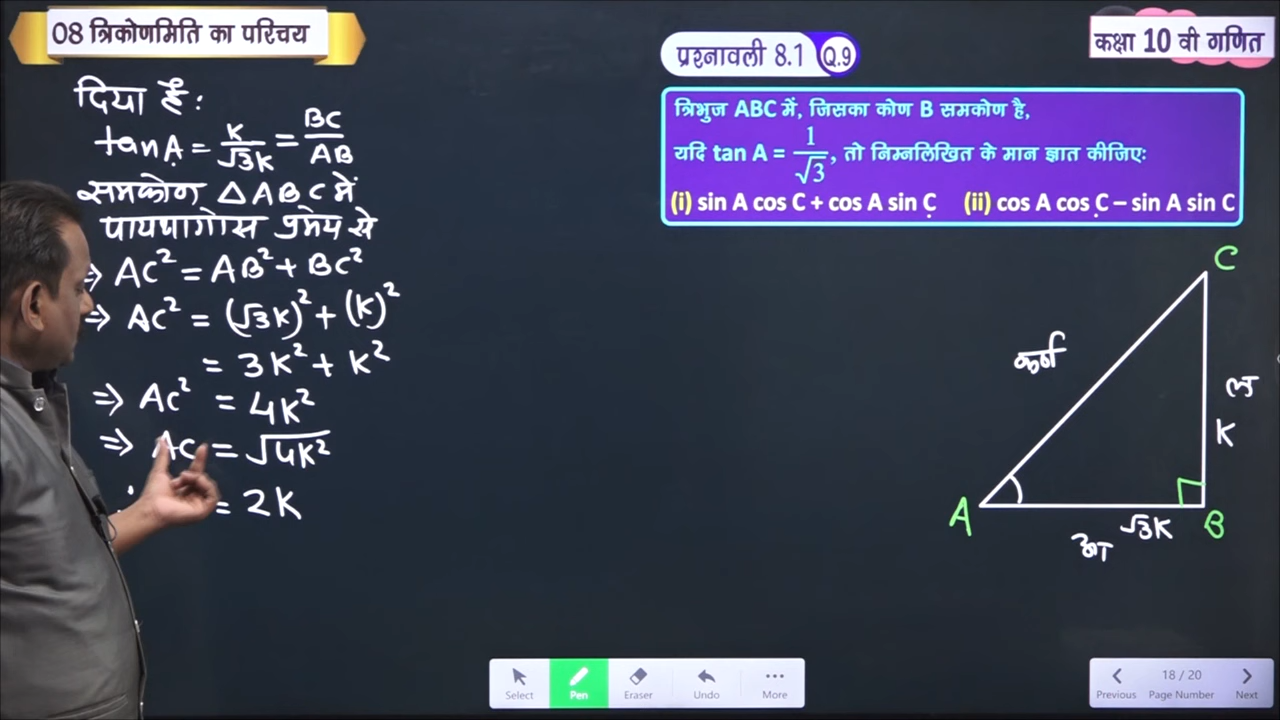 08 त्रिकोणमिति का परिचय
प्रश्नावली 8.1 Q.9
कक्षा 10 वी गणित
त्रिभुज ABC में, जिसका कोण B समकोण है,
यदि tan A = 1/√3, तो निम्नलिखित के मान ज्ञात कीजिए:
(i) sin A cos C + cos A sin C (ii) cos A cos C – sin A sin C
दिया है:
tan A = K/√3K = BC/AB
समकोण △ABC में
पायथागोरस प्रमेय से
⇒ AC² = AB² + BC²
⇒ AC² = (√3K)² + (K)²
= 3K² + K²
⇒ AC² = 4K²
⇒ AC = √4K²
= 2K
C
कर्ण
ल
K
A
B
√3K
आ
Select Pen Eraser Undo More
18 / 20
Previous Page Number Next